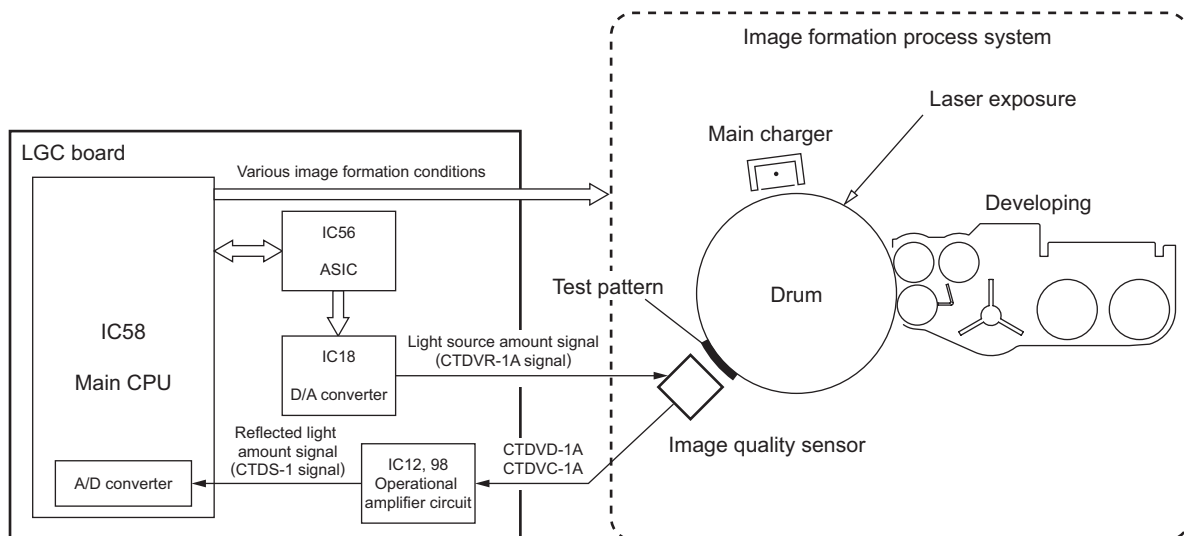 Image formation process system
Laser exposure
Main charger
LGC board
Various image formation conditions
Developing
IC56
ASIC
Test pattern
Drum
IC58
Main CPU
IC18
D/A converter
Light source amount signal
(CTDVR-1A signal)
Reflected light
amount signal
(CTDS-1 signal)
A/D converter
IC12, 98
Operational
amplifier circuit
CTDVD-1A
CTDVC-1A
Image quality sensor